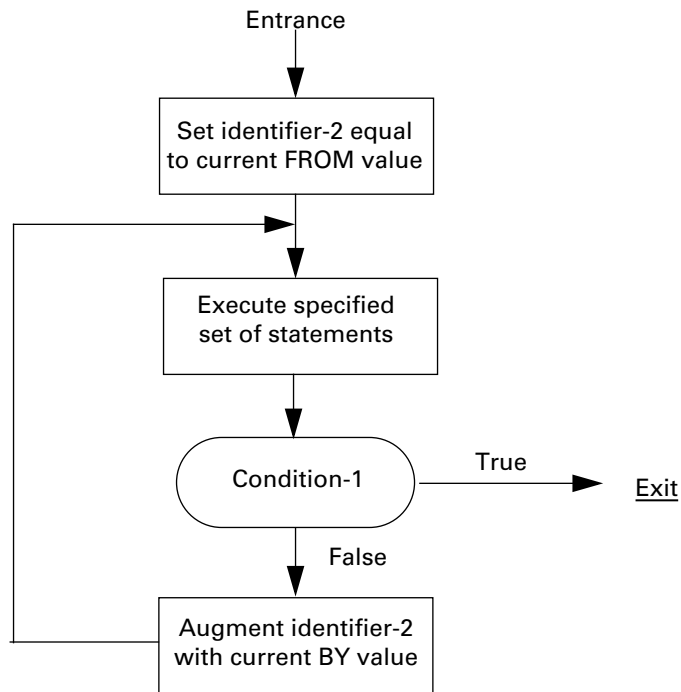 Entrance
Set identifier-2 equal
to current FROM value
Execute specified
set of statements
Condition-1
True
Exit
False
Augment identifier-2
with current BY value